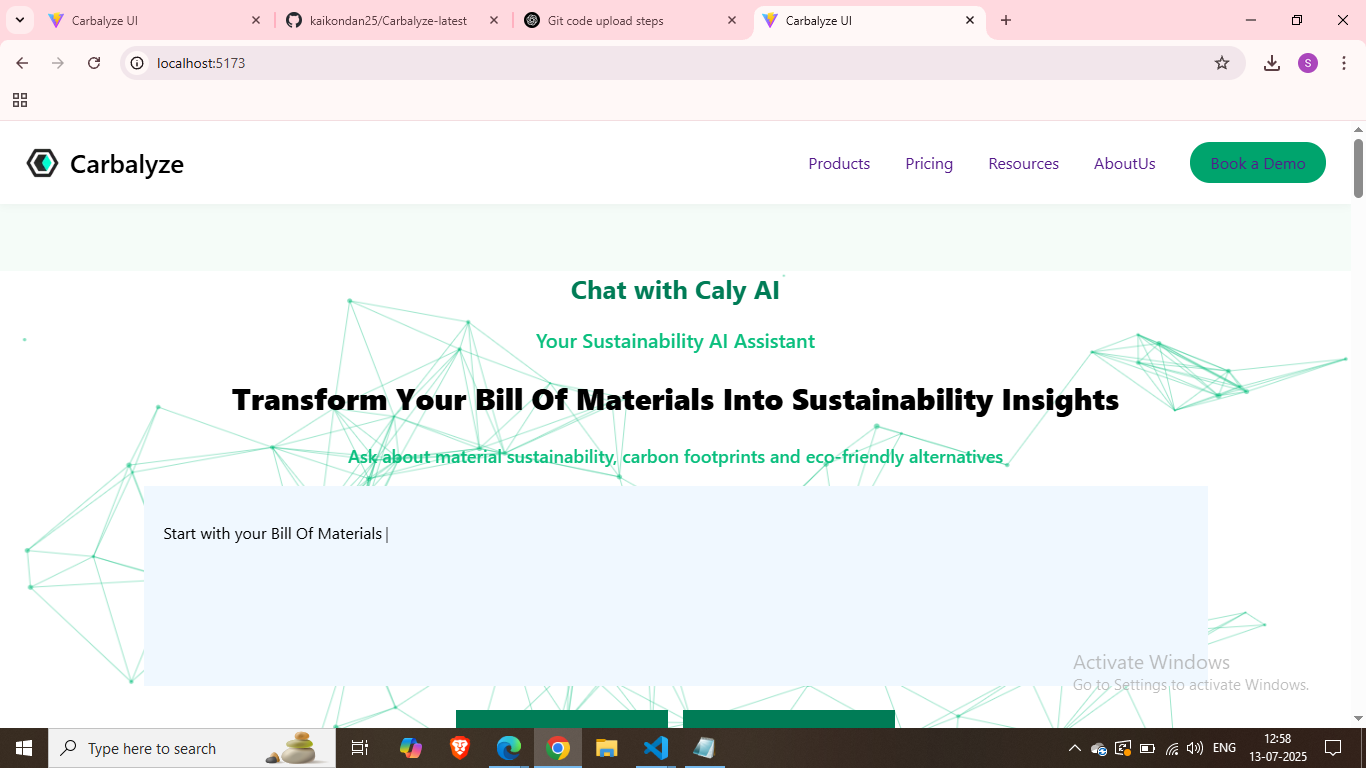 Carbalyze UI
kaikondan25/Carbalyze-latest
Git code upload steps
Carbalyze UI
localhost:5173
S
Carbalyze
Products
Pricing
Resources
AboutUs
Book a Demo
Chat with Caly AI
Your Sustainability AI Assistant
Transform Your Bill Of Materials Into Sustainability Insights
Ask about material sustainability, carbon footprints and eco-friendly alternatives
Start with your Bill Of Materials |
Activate Windows
Go to Settings to activate Windows.
Type here to search
ENG
12:58
13-07-2025